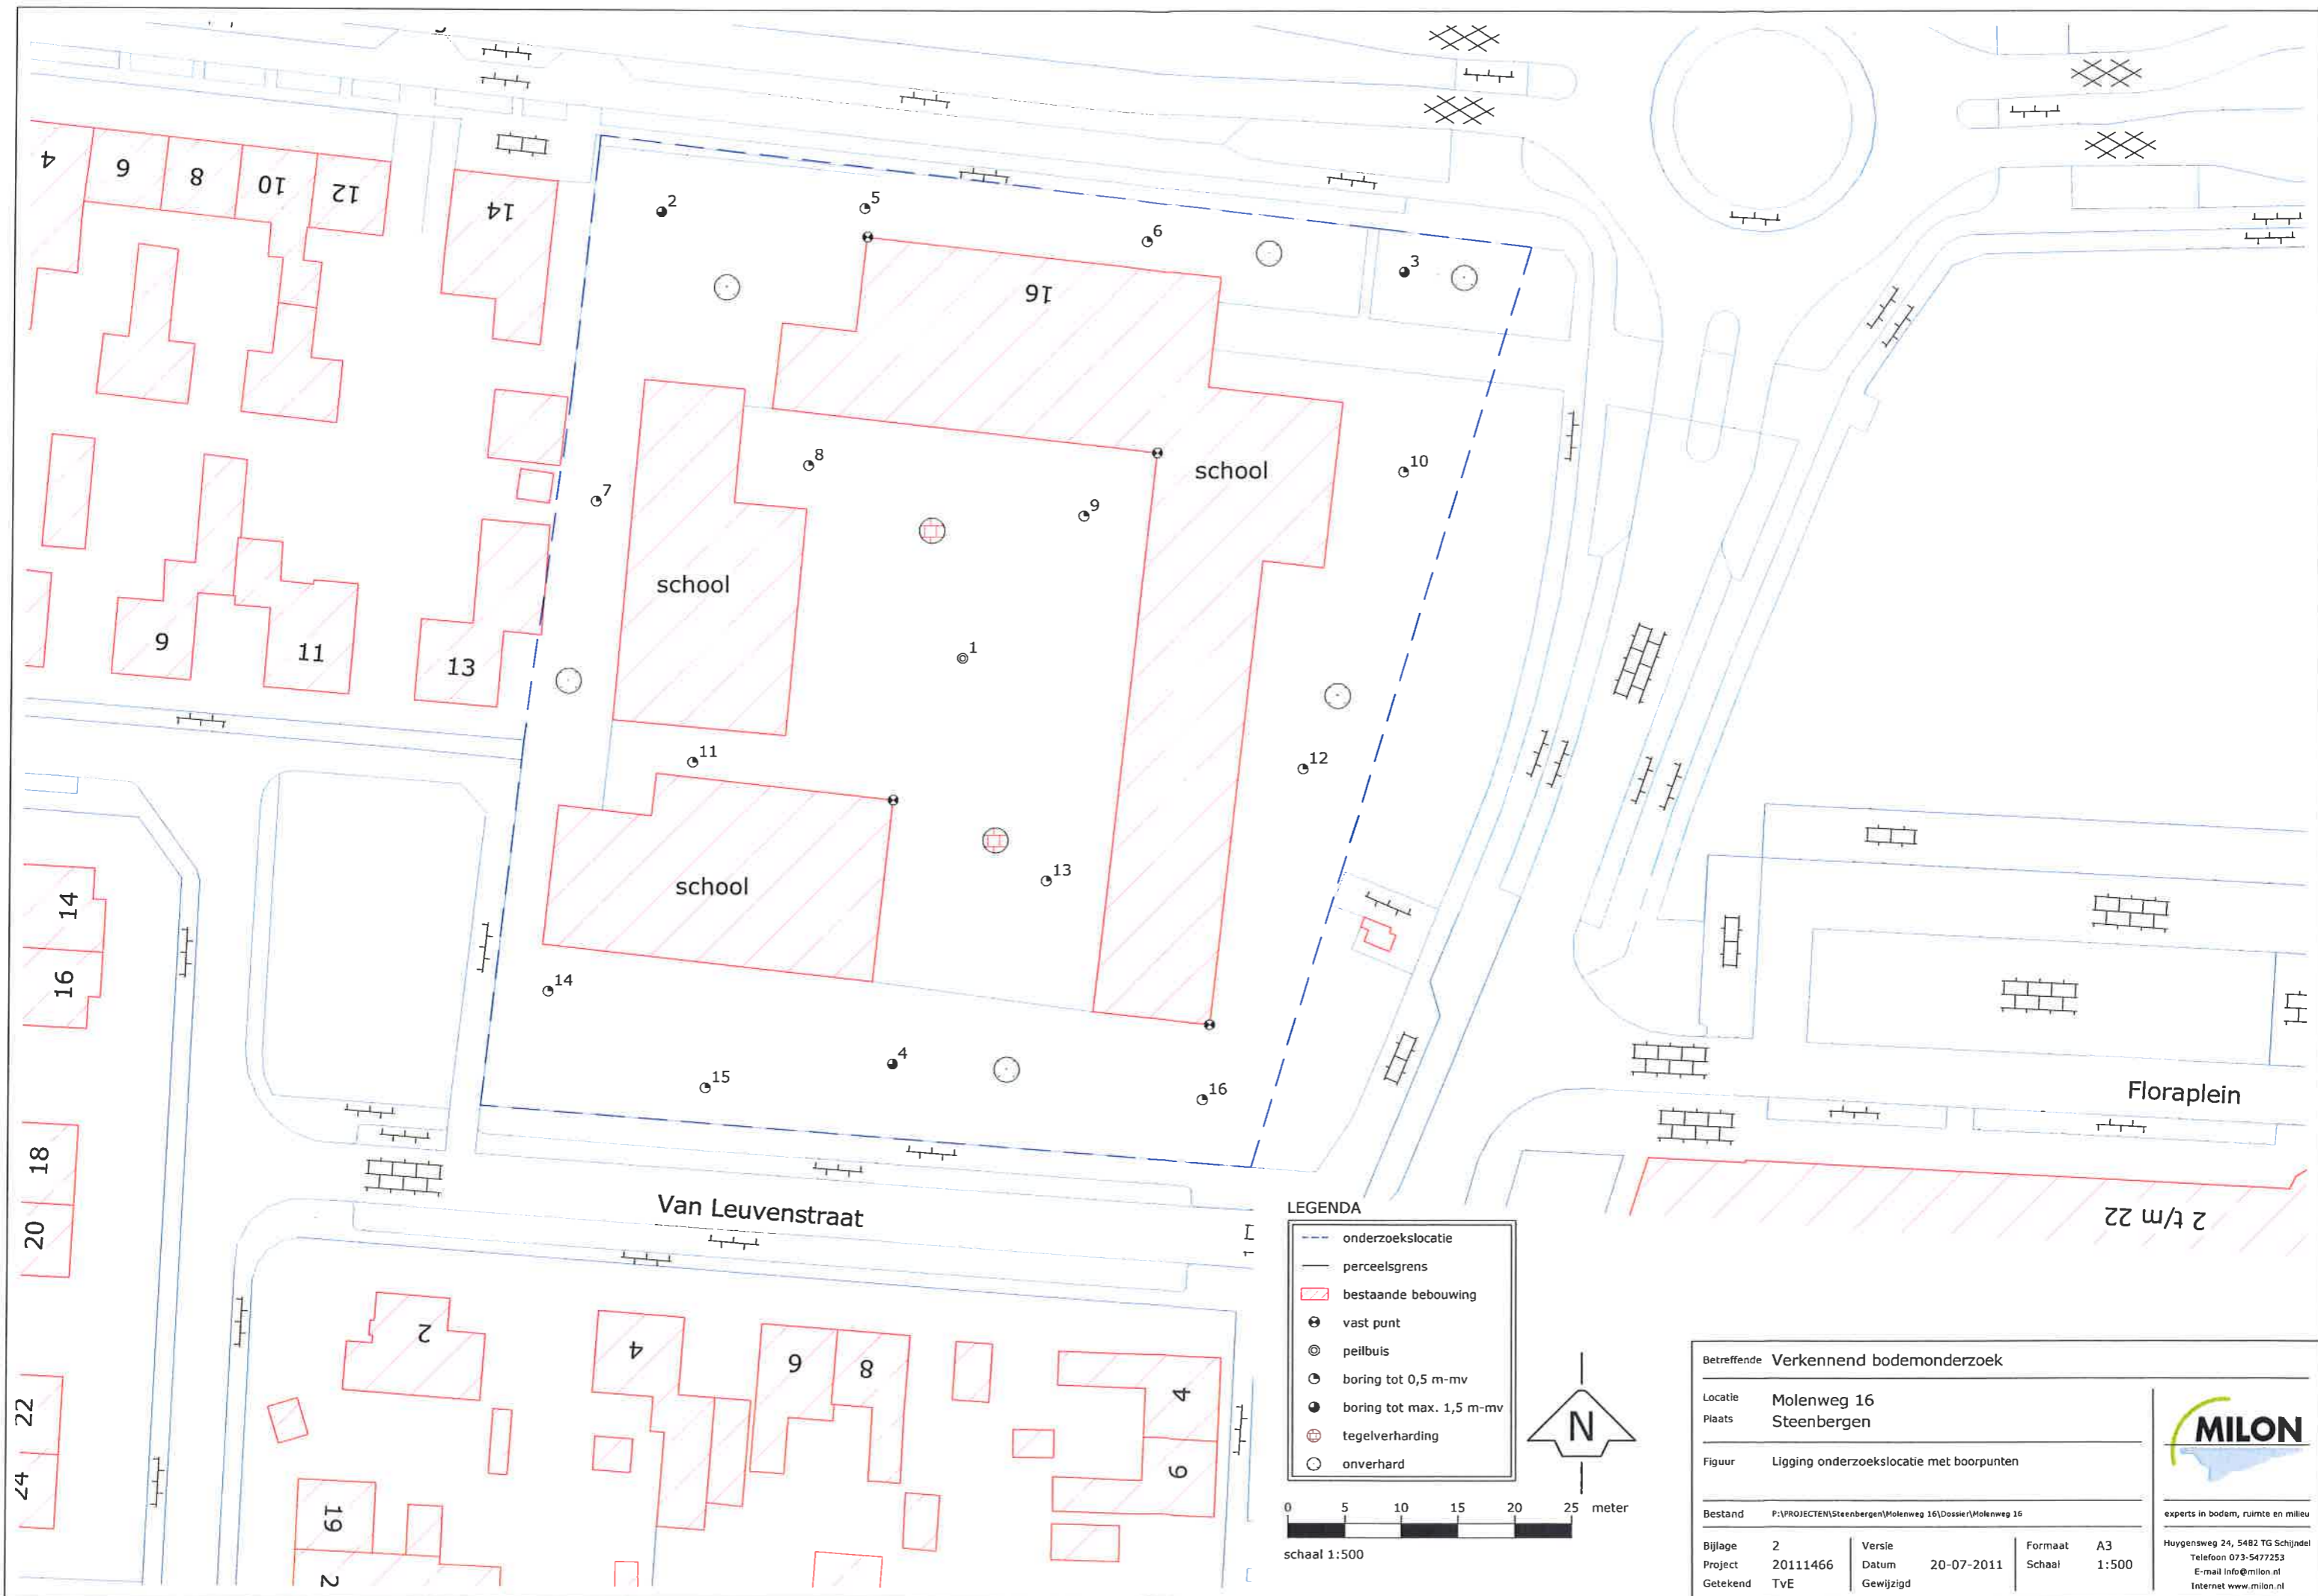 4
6
8
10
12
14
2
5
6
3
16
school
8
7
9
10
school
1
9
11
13
11
12
school
13
14
16
14
15
4
16
Floraplein
18
20
Van Leuvenstraat
2 t/m 22
2
4
6
8
4
6
22
24
19
2
LEGENDA
onderzoekslocatie
perceelsgrens
bestaande bebouwing
vast punt
peilbuis
boring tot 0,5 m-mv
boring tot max. 1,5 m-mv
tegelverharding
onverhard
N
0 5 10 15 20 25 meter
schaal 1:500
Betreffende Verkennend bodemonderzoek
Locatie Molenweg 16
Plaats Steenbergen
Figuur Ligging onderzoekslocatie met boorpunten
Bestand P:\PROJECTEN\Steenbergen\Molenweg 16\Dossier\Molenweg 16
Bijlage 2 Versie Formaat A3
Project 20111466 Datum 20-07-2011 Schaal 1:500
Getekend TvE Gewijzigd
MILON
experts in bodem, ruimte en milieu
Huygensweg 24, 5482 TG Schijndel
Telefoon 073-5477253
E-mail info@milon.nl
Internet www.milon.nl